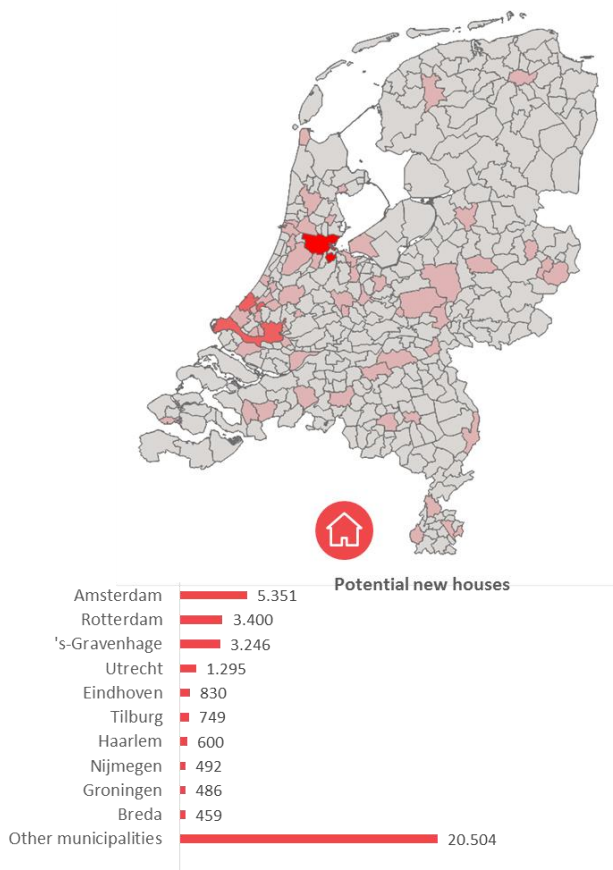 Potential new houses
Amsterdam 5.351
Rotterdam 3.400
's-Gravenhage 3.246
Utrecht 1.295
Eindhoven 830
Tilburg 749
Haarlem 600
Nijmegen 492
Groningen 486
Breda 459
Other municipalities 20.504